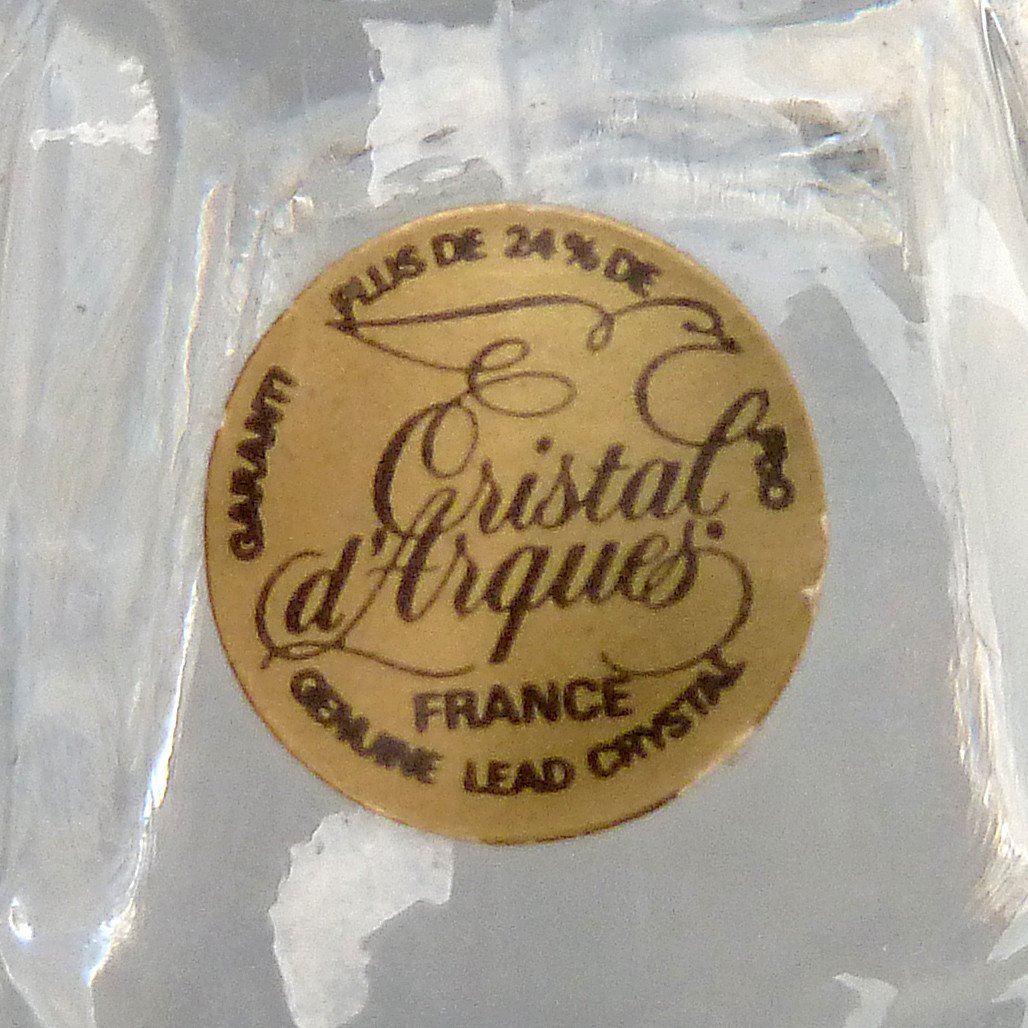 GARANTI PLUS DE 24% DE PBO
Cristal
d'Arques
FRANCE
GENUINE LEAD CRYSTAL